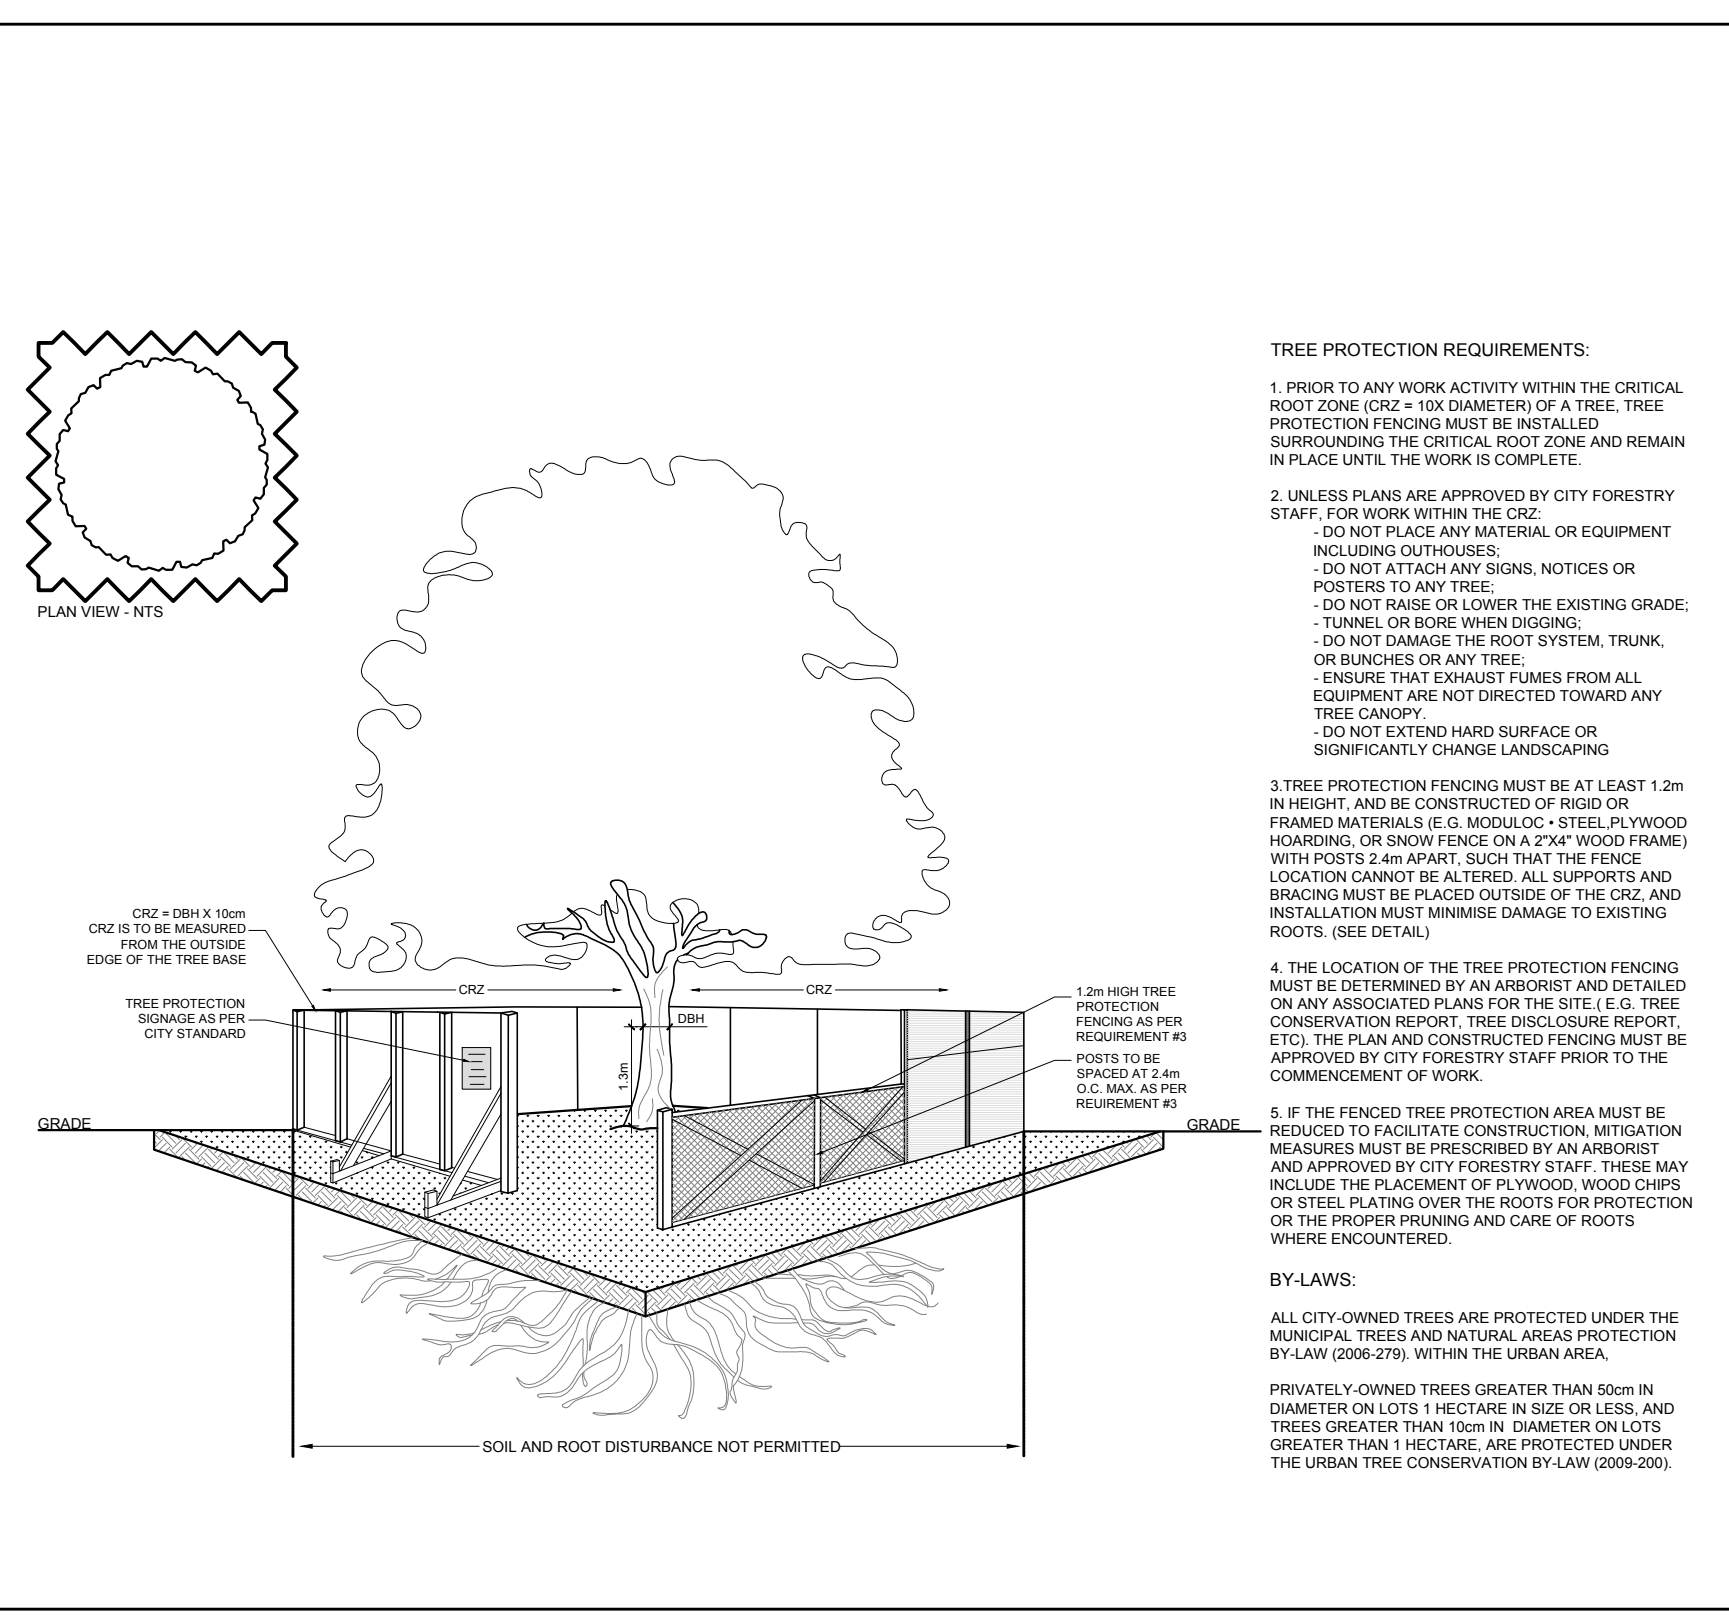 PLAN VIEW - NTS
CRZ = DBH X 10cm
CRZ IS TO BE MEASURED
FROM THE OUTSIDE
EDGE OF THE TREE BASE
TREE PROTECTION
SIGNAGE AS PER
CITY STANDARD
GRADE
CRZ
CRZ
DBH
1.3m
1.2m HIGH TREE
PROTECTION
FENCING AS PER
REQUIREMENT #3
POSTS TO BE
SPACED AT 2.4m
O.C. MAX. AS PER
REUIREMENT #3
GRADE
SOIL AND ROOT DISTURBANCE NOT PERMITTED
TREE PROTECTION REQUIREMENTS:
1. PRIOR TO ANY WORK ACTIVITY WITHIN THE CRITICAL
ROOT ZONE (CRZ = 10X DIAMETER) OF A TREE, TREE
PROTECTION FENCING MUST BE INSTALLED
SURROUNDING THE CRITICAL ROOT ZONE AND REMAIN
IN PLACE UNTIL THE WORK IS COMPLETE.
2. UNLESS PLANS ARE APPROVED BY CITY FORESTRY
STAFF, FOR WORK WITHIN THE CRZ:
- DO NOT PLACE ANY MATERIAL OR EQUIPMENT
INCLUDING OUTHOUSES;
- DO NOT ATTACH ANY SIGNS, NOTICES OR
POSTERS TO ANY TREE;
- DO NOT RAISE OR LOWER THE EXISTING GRADE;
- TUNNEL OR BORE WHEN DIGGING;
- DO NOT DAMAGE THE ROOT SYSTEM, TRUNK,
OR BUNCHES OR ANY TREE;
- ENSURE THAT EXHAUST FUMES FROM ALL
EQUIPMENT ARE NOT DIRECTED TOWARD ANY
TREE CANOPY.
- DO NOT EXTEND HARD SURFACE OR
SIGNIFICANTLY CHANGE LANDSCAPING
3.TREE PROTECTION FENCING MUST BE AT LEAST 1.2m
IN HEIGHT, AND BE CONSTRUCTED OF RIGID OR
FRAMED MATERIALS (E.G. MODULOC • STEEL,PLYWOOD
HOARDING, OR SNOW FENCE ON A 2"X4" WOOD FRAME)
WITH POSTS 2.4m APART, SUCH THAT THE FENCE
LOCATION CANNOT BE ALTERED. ALL SUPPORTS AND
BRACING MUST BE PLACED OUTSIDE OF THE CRZ, AND
INSTALLATION MUST MINIMISE DAMAGE TO EXISTING
ROOTS. (SEE DETAIL)
4. THE LOCATION OF THE TREE PROTECTION FENCING
MUST BE DETERMINED BY AN ARBORIST AND DETAILED
ON ANY ASSOCIATED PLANS FOR THE SITE.( E.G. TREE
CONSERVATION REPORT, TREE DISCLOSURE REPORT,
ETC). THE PLAN AND CONSTRUCTED FENCING MUST BE
APPROVED BY CITY FORESTRY STAFF PRIOR TO THE
COMMENCEMENT OF WORK.
5. IF THE FENCED TREE PROTECTION AREA MUST BE
REDUCED TO FACILITATE CONSTRUCTION, MITIGATION
MEASURES MUST BE PRESCRIBED BY AN ARBORIST
AND APPROVED BY CITY FORESTRY STAFF. THESE MAY
INCLUDE THE PLACEMENT OF PLYWOOD, WOOD CHIPS
OR STEEL PLATING OVER THE ROOTS FOR PROTECTION
OR THE PROPER PRUNING AND CARE OF ROOTS
WHERE ENCOUNTERED.
BY-LAWS:
ALL CITY-OWNED TREES ARE PROTECTED UNDER THE
MUNICIPAL TREES AND NATURAL AREAS PROTECTION
BY-LAW (2006-279). WITHIN THE URBAN AREA,
PRIVATELY-OWNED TREES GREATER THAN 50cm IN
DIAMETER ON LOTS 1 HECTARE IN SIZE OR LESS, AND
TREES GREATER THAN 10cm IN DIAMETER ON LOTS
GREATER THAN 1 HECTARE, ARE PROTECTED UNDER
THE URBAN TREE CONSERVATION BY-LAW (2009-200).